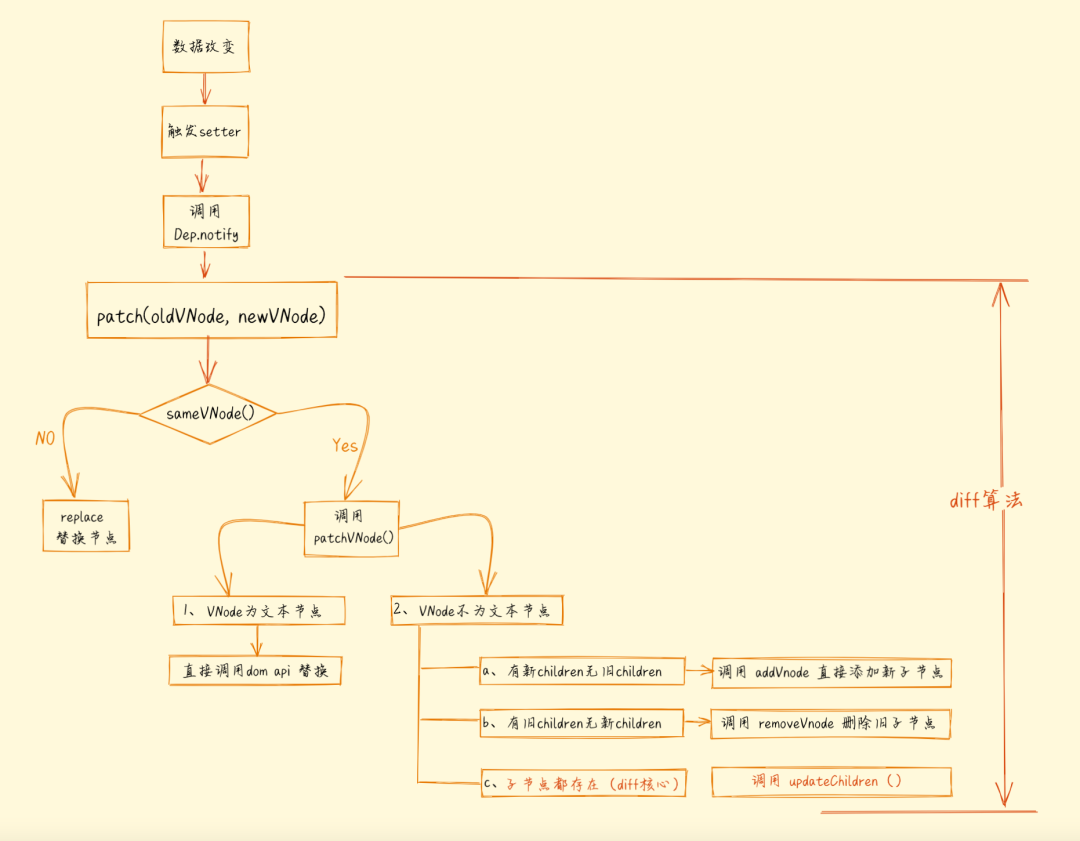 数据改变
触发setter
调用
Dep.notify
patch(oldVNode, newVNode)
sameVNode()
NO
Yes
replace
替换节点
调用
patchVNode()
diff算法
1、VNode为文本节点
2、VNode不为文本节点
直接调用dom api 替换
a、有新children无旧children
调用 addVnode 直接添加新子节点
b、有旧children无新children
调用 removeVnode 删除旧子节点
c、子节点都存在（diff核心）
调用 updateChildren（）